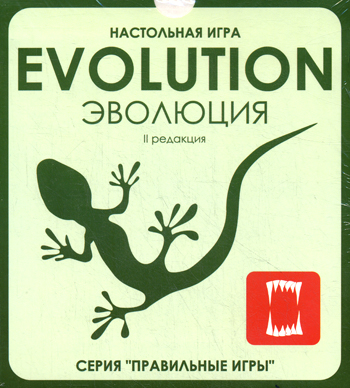 НАСТОЛЬНАЯ ИГРА
EVOLUTION
ЭВОЛЮЦИЯ
II редакция
СЕРИЯ "ПРАВИЛЬНЫЕ ИГРЫ"